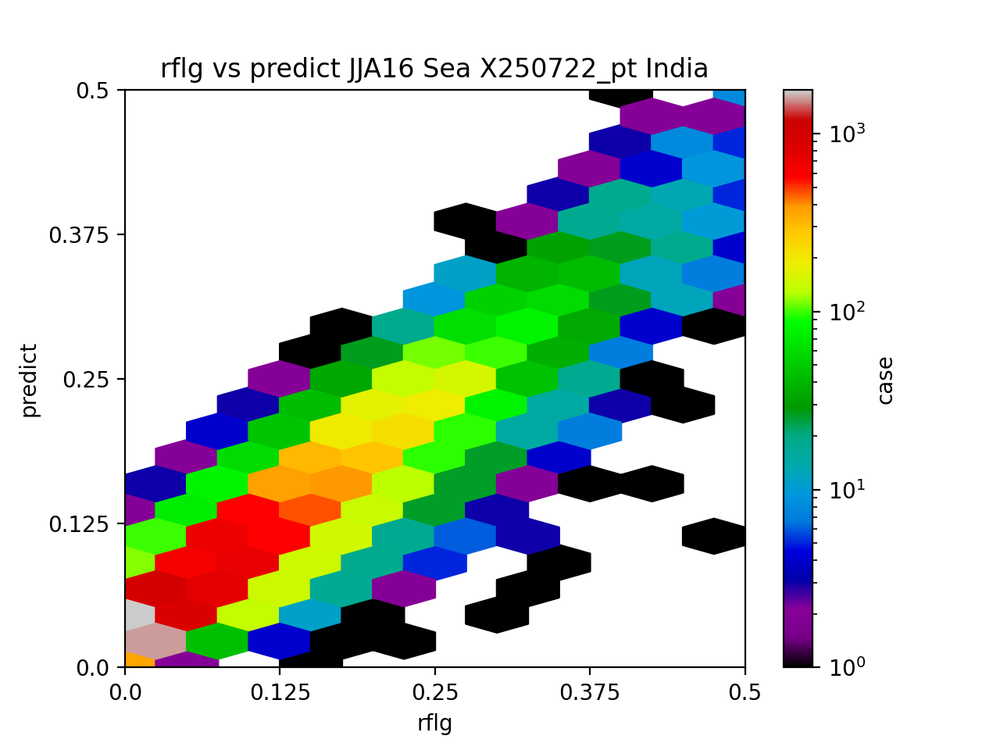 rflg vs predict JJA16 Sea X250722_pt India
0.5
0.375
0.25
0.125
0.0
predict
0.0 0.125 0.25 0.375 0.5
rflg
10³
10²
10¹
10⁰
case